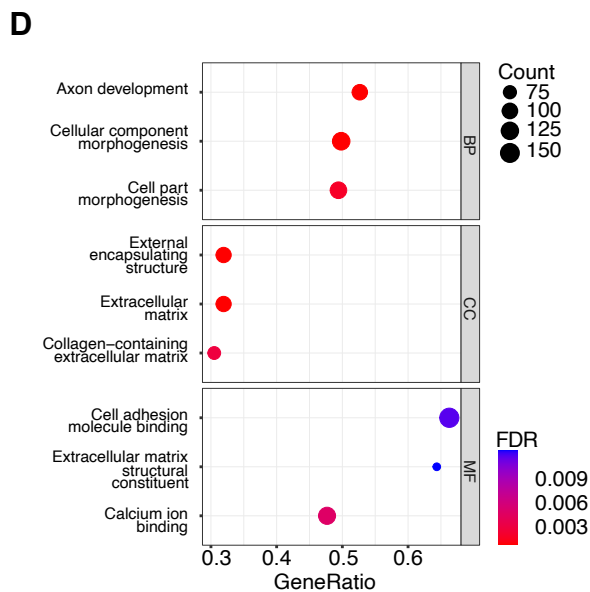 D
Axon development
Cellular component
morphogenesis
Cell part
morphogenesis
BP
External
encapsulating
structure
Extracellular
matrix
Collagen−containing
extracellular matrix
CC
Cell adhesion
molecule binding
Extracellular matrix
structural
constituent
Calcium ion
binding
MF
0.3 0.4 0.5 0.6
GeneRatio
Count
75
100
125
150
FDR
0.009
0.006
0.003